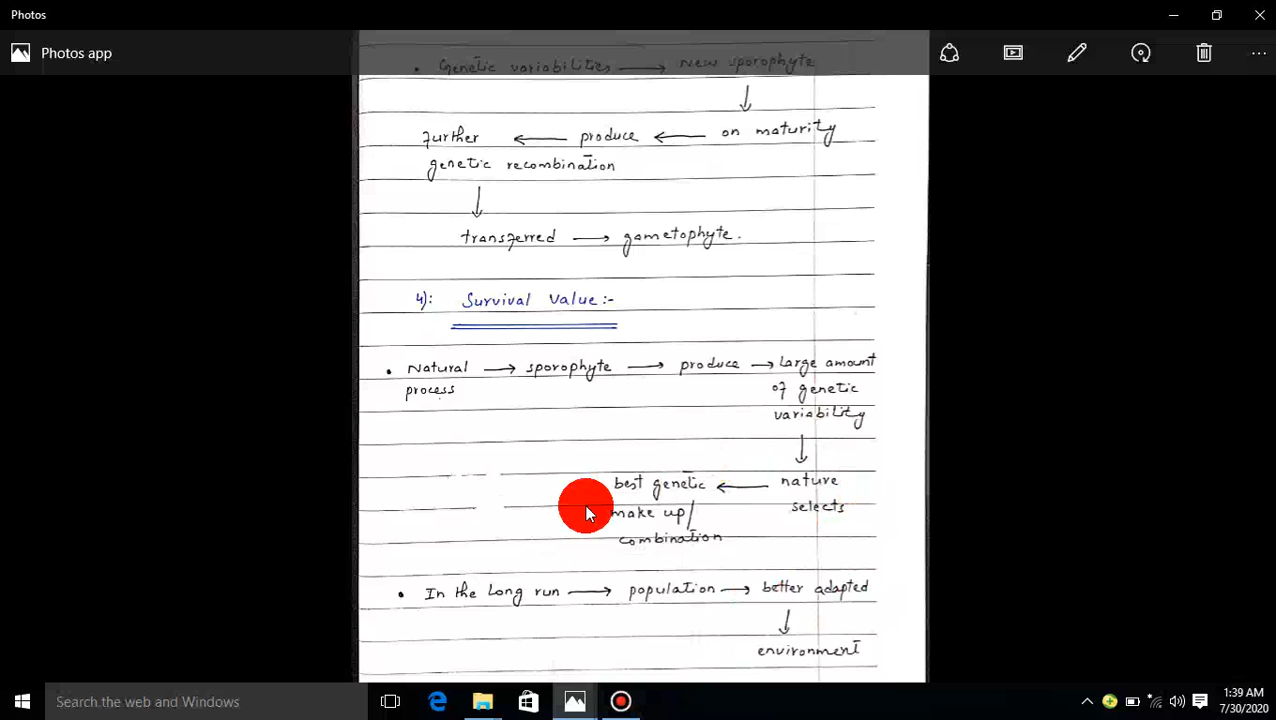 Photos
Photos app
• Genetic variabilities → New sporophyte
↓
Further ← produce ← on maturity
genetic recombination
↓
transferred → gametophyte.
4): Survival Value:-
• Natural → sporophyte → produce → Large amount
process of genetic
variability
↓
best genetic ← nature
make up/ selects
combination
• In the Long run → population → better adapted
↓
environment
Search the web and Windows
1:39 AM
7/30/2020